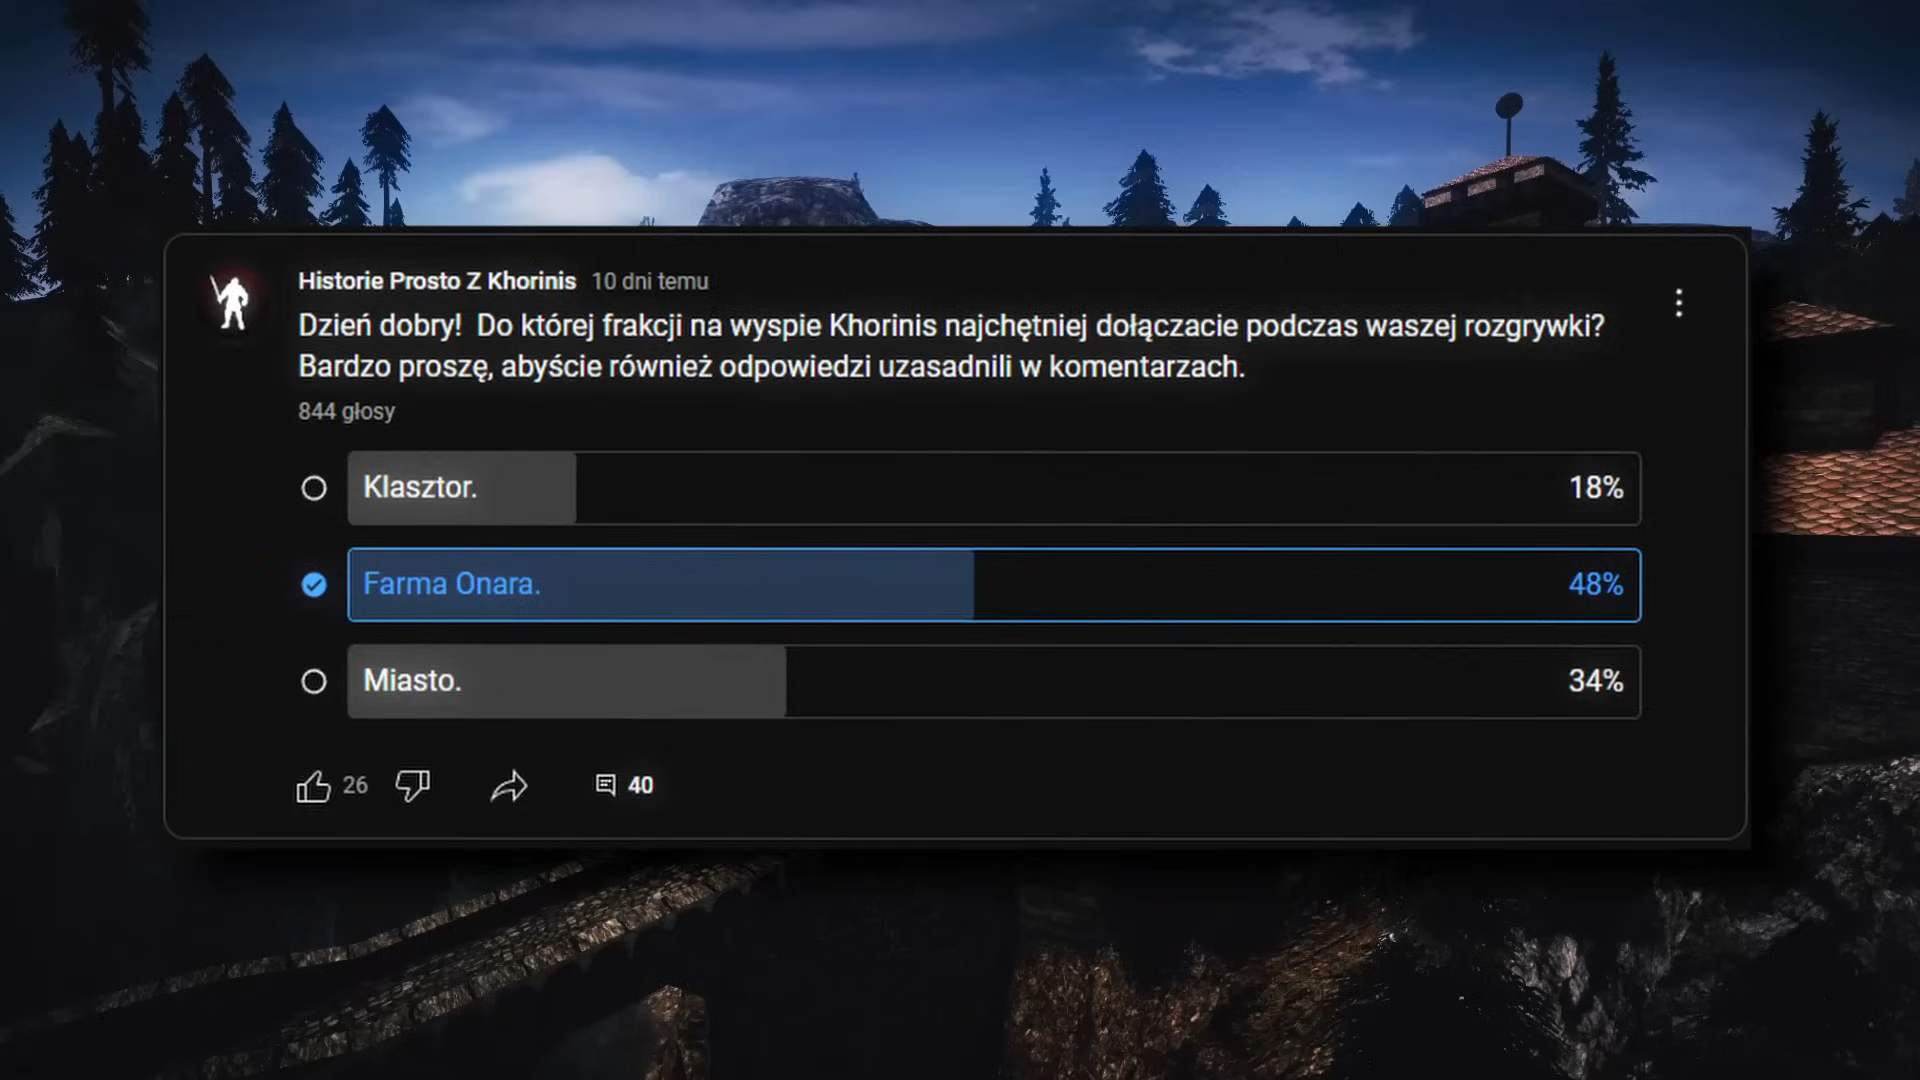 Historie Prosto Z Khorinis 10 dni temu
Dzień dobry! Do której frakcji na wyspie Khorinis najchętniej dołączacie podczas waszej rozgrywki?
Bardzo proszę, abyście również odpowiedzi uzasadnili w komentarzach.
844 głosy
Klasztor. 18%
Farma Onara. 48%
Miasto. 34%
26 40